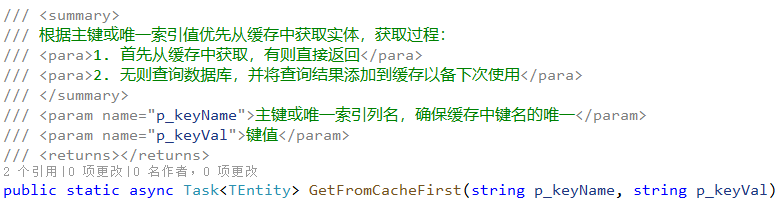 /// <summary>
/// 根据主键或唯一索引值优先从缓存中获取实体，获取过程：
/// <para>1. 首先从缓存中获取，有则直接返回</para>
/// <para>2. 无则查询数据库，并将查询结果添加到缓存以备下次使用</para>
/// </summary>
/// <param name="p_keyName">主键或唯一索引列名，确保缓存中键名的唯一</param>
/// <param name="p_keyVal">键值</param>
/// <returns></returns>
2 个引用|0 项更改|0 名作者，0 项更改
public static async Task<TEntity> GetFromCacheFirst(string p_keyName, string p_keyVal)